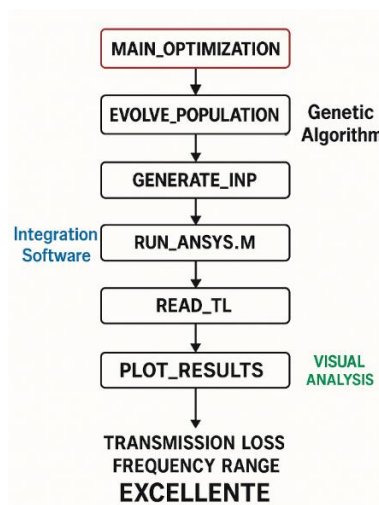 MAIN_OPTIMIZATION
EVOLVE_POPULATION
Genetic
Algorithm
GENERATE_INP
Integration
Software
RUN_ANSYS.M
READ_TL
PLOT_RESULTS
VISUAL
ANALYSIS
TRANSMISSION LOSS
FREQUENCY RANGE
EXCELLENTE